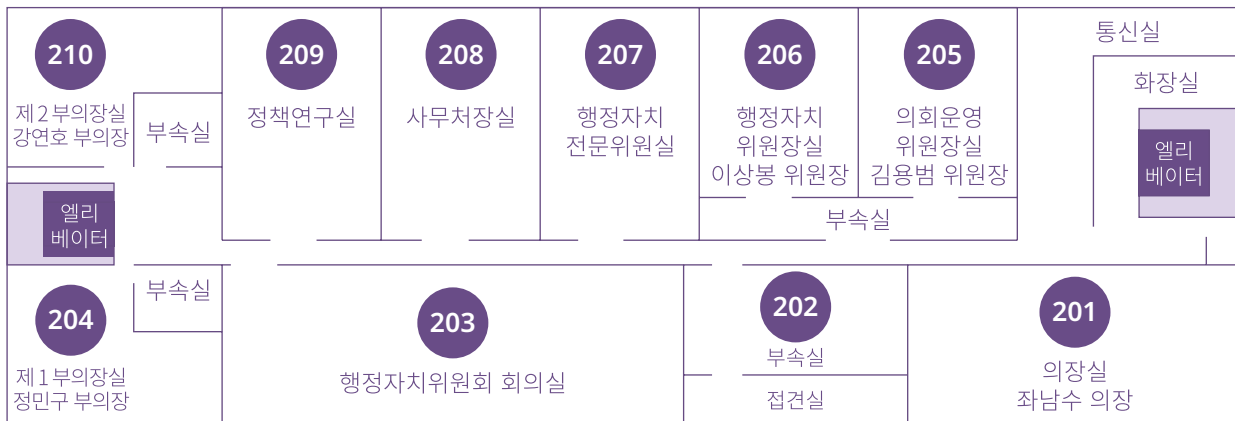 210
제2부의장실
강연호 부의장
부속실
209
정책연구실
208
사무처장실
207
행정자치
전문위원실
206
행정자치
위원장실
이상봉 위원장
205
의회운영
위원장실
김용범 위원장
부속실
통신실
화장실
엘리
베이터
엘리
베이터
204
제1부의장실
정민구 부의장
부속실
203
행정자치위원회 회의실
202
부속실
접견실
201
의장실
좌남수 의장